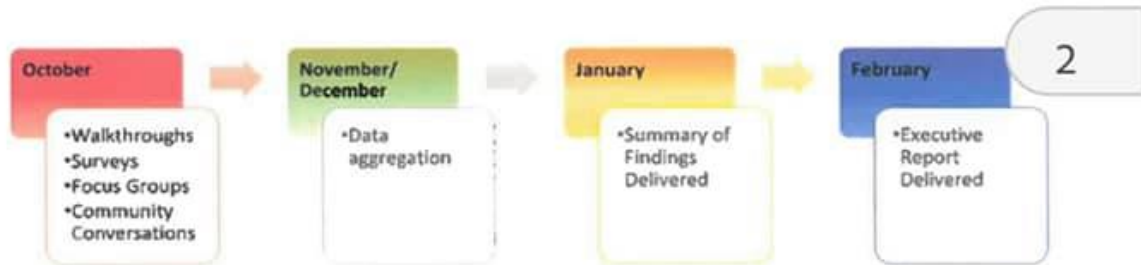 October
•Walkthroughs
•Surveys
•Focus Groups
•Community
Conversations
November/
December
•Data
aggregation
January
•Summary of
Findings
Delivered
February
•Executive
Report
Delivered
2